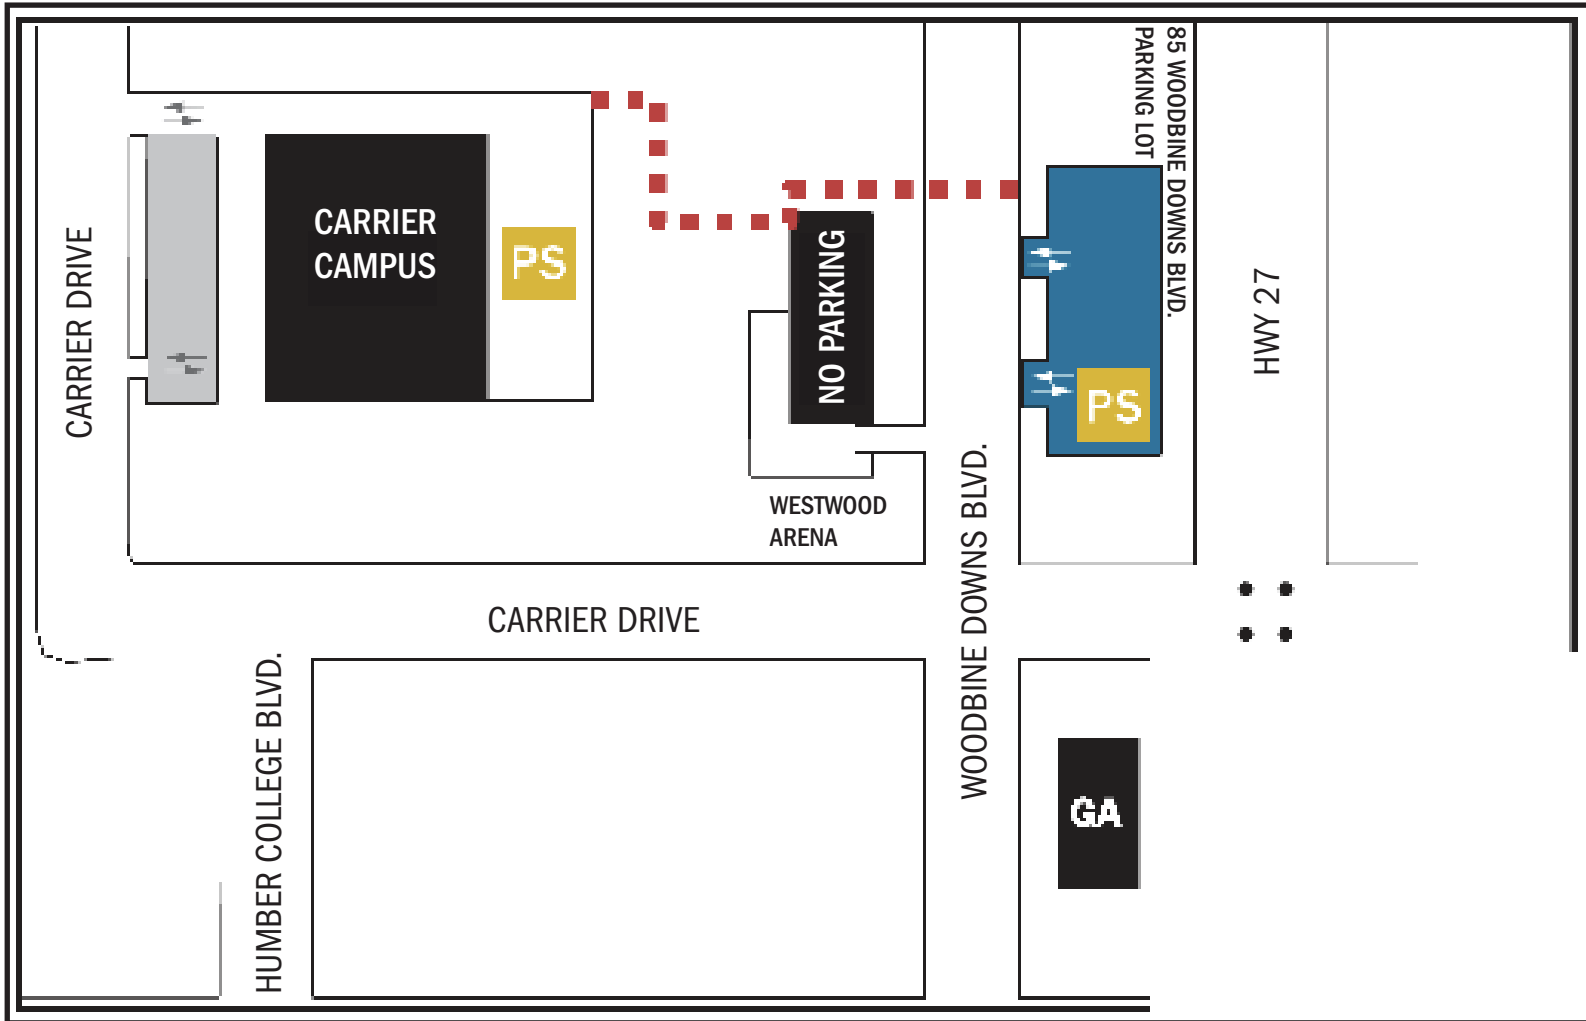 85 WOODBINE DOWNS BLVD.
PARKING LOT
CARRIER
CAMPUS
PS
NO PARKING
CARRIER DRIVE
HWY 27
PS
WESTWOOD
ARENA
WOODBINE DOWNS BLVD.
CARRIER DRIVE
HUMBER COLLEGE BLVD.
GA